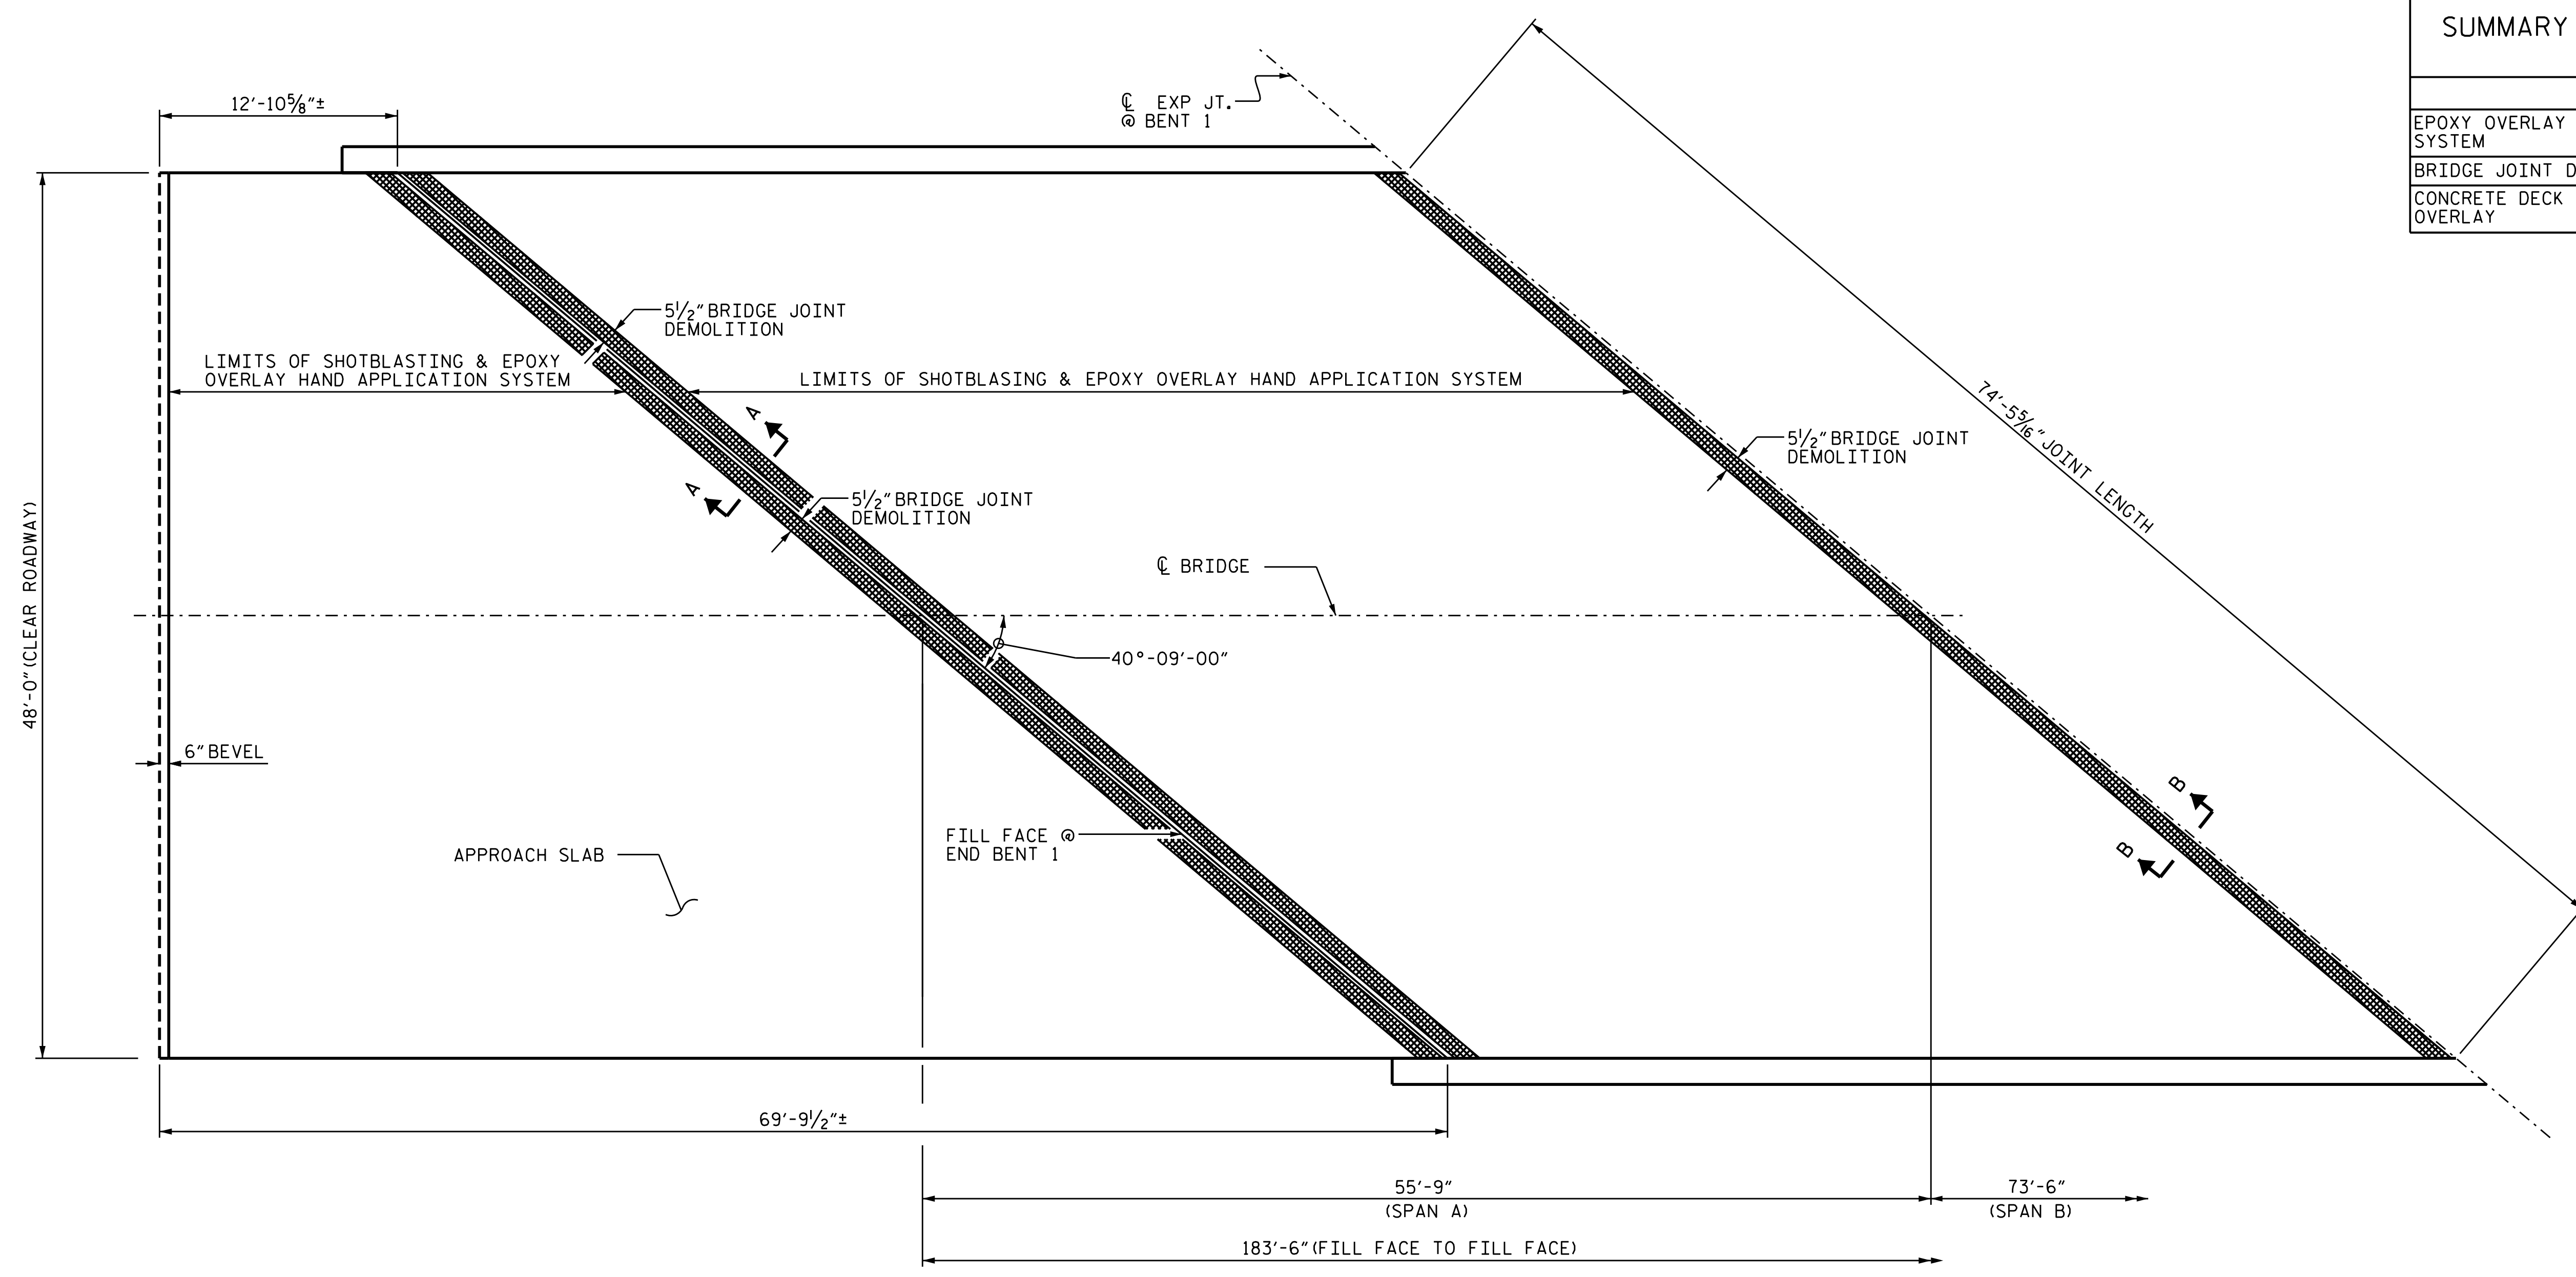 SUMMARY
EPOXY OVERLAY
SYSTEM
BRIDGE JOINT D
CONCRETE DECK
OVERLAY
12'-10⅝"±
℄ EXP JT.
@ BENT 1
5½" BRIDGE JOINT
DEMOLITION
LIMITS OF SHOTBLASTING & EPOXY
OVERLAY HAND APPLICATION SYSTEM
LIMITS OF SHOTBLASING & EPOXY OVERLAY HAND APPLICATION SYSTEM
74'-5 5/16" JOINT LENGTH
A
A
5½" BRIDGE JOINT
DEMOLITION
5½" BRIDGE JOINT
DEMOLITION
48'-0" (CLEAR ROADWAY)
℄ BRIDGE
40°-09'-00"
6" BEVEL
B
B
FILL FACE @
END BENT 1
APPROACH SLAB
69'-9½"±
55'-9"
(SPAN A)
73'-6"
(SPAN B)
183'-6" (FILL FACE TO FILL FACE)